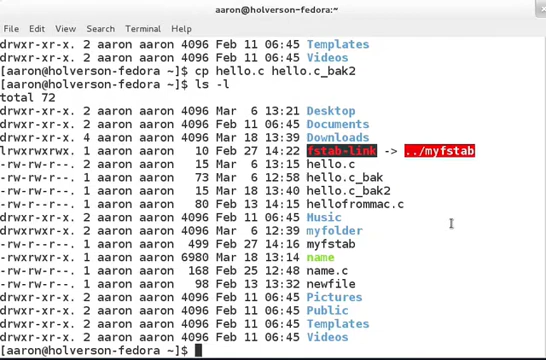 aaron@holverson-fedora:~
File Edit View Search Terminal Help
drwxr-xr-x. 2 aaron aaron 4096 Feb 11 06:45 Templates
drwxr-xr-x. 2 aaron aaron 4096 Feb 11 06:45 Videos
[aaron@holverson-fedora ~]$ cp hello.c hello.c_bak2
[aaron@holverson-fedora ~]$ ls -l
total 72
drwxr-xr-x. 2 aaron aaron 4096 Mar  6 13:21 Desktop
drwxr-xr-x. 2 aaron aaron 4096 Feb 11 06:45 Documents
drwxr-xr-x. 4 aaron aaron 4096 Mar 18 13:39 Downloads
lrwxrwxrwx. 1 aaron aaron   10 Feb 27 14:22 fstab-link -> ../myfstab
-rw-rw-r--. 1 aaron aaron   15 Mar  6 13:15 hello.c
-rw-rw-r--. 1 aaron aaron   73 Mar  6 12:58 hello.c_bak
-rw-rw-r--. 1 aaron aaron   15 Mar 18 13:40 hello.c_bak2
-rw-rw-r--. 1 aaron aaron   80 Feb 13 14:15 hellofrommac.c
drwxr-xr-x. 2 aaron aaron 4096 Feb 11 06:45 Music
drwxrwxr-x. 2 aaron aaron 4096 Mar  6 12:39 myfolder
-rw-r--r--. 1 aaron aaron  499 Feb 27 14:16 myfstab
-rwxrwxr-x. 1 aaron aaron 6980 Mar 18 13:14 name
-rw-rw-r--. 1 aaron aaron  168 Feb 25 12:48 name.c
-rw-rw-r--. 1 aaron aaron   98 Feb 13 13:32 newfile
drwxr-xr-x. 2 aaron aaron 4096 Feb 11 06:45 Pictures
drwxr-xr-x. 2 aaron aaron 4096 Feb 11 06:45 Public
drwxr-xr-x. 2 aaron aaron 4096 Feb 11 06:45 Templates
drwxr-xr-x. 2 aaron aaron 4096 Feb 11 06:45 Videos
[aaron@holverson-fedora ~]$